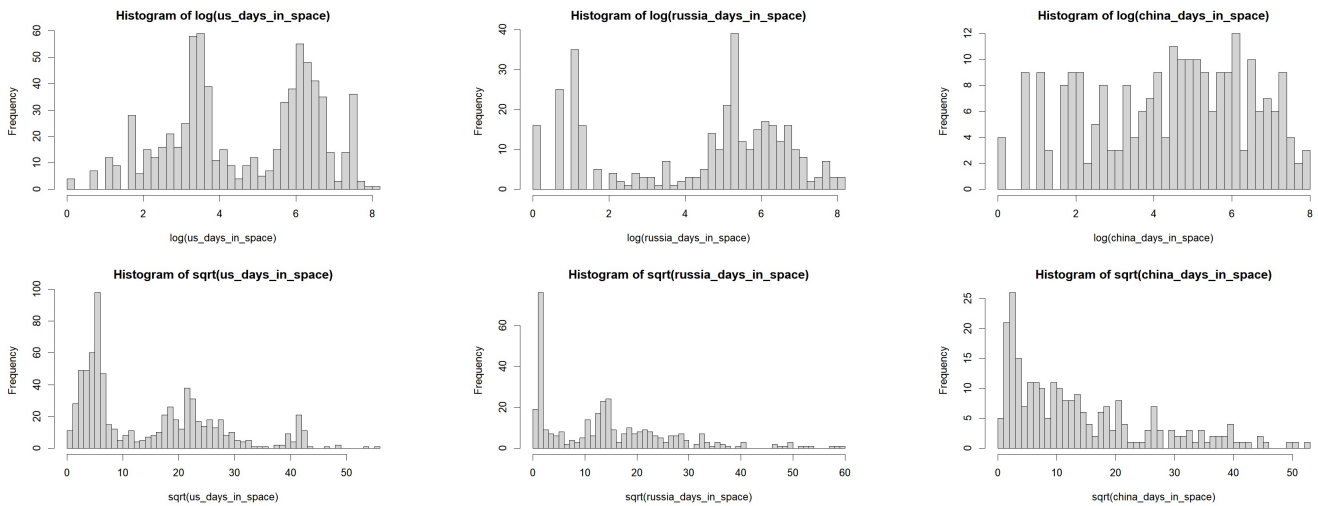 Histogram of log(us_days_in_space)
Frequency
0 10 20 30 40 50 60
0 2 4 6 8
log(us_days_in_space)
Histogram of log(russia_days_in_space)
Frequency
0 10 20 30 40
0 2 4 6 8
log(russia_days_in_space)
Histogram of log(china_days_in_space)
Frequency
0 2 4 6 8 10 12
0 2 4 6 8
log(china_days_in_space)
Histogram of sqrt(us_days_in_space)
Frequency
0 20 40 60 80 100
0 10 20 30 40 50
sqrt(us_days_in_space)
Histogram of sqrt(russia_days_in_space)
Frequency
0 20 40 60
0 10 20 30 40 50 60
sqrt(russia_days_in_space)
Histogram of sqrt(china_days_in_space)
Frequency
0 5 10 15 20 25
0 10 20 30 40 50
sqrt(china_days_in_space)